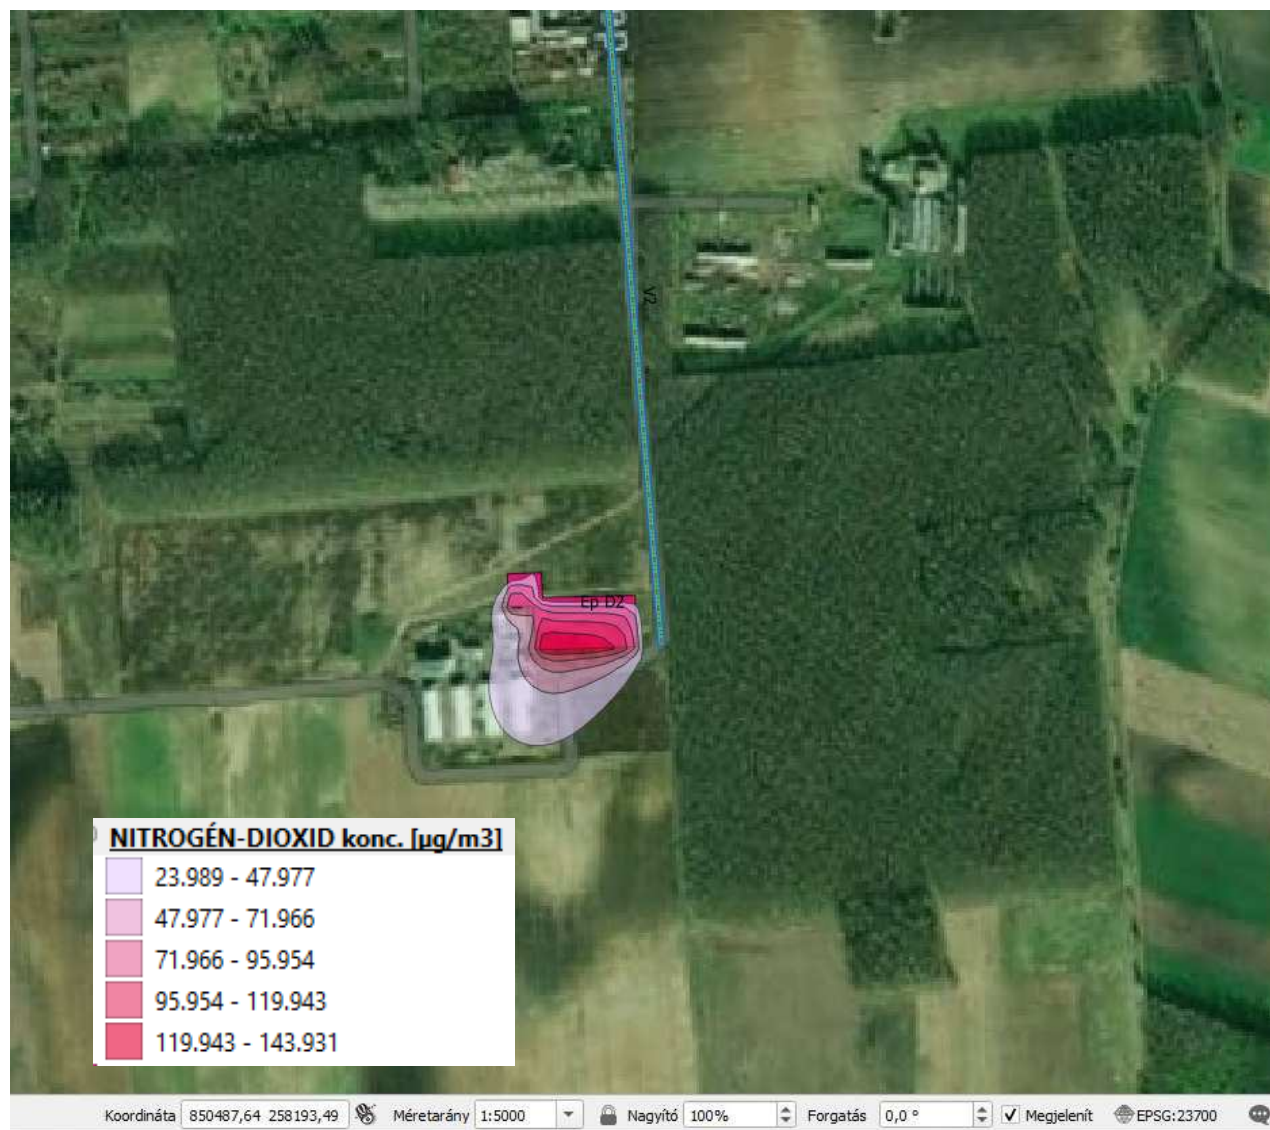 V2
Ep D2
NITROGÉN-DIOXID konc. [µg/m3]
23.989 - 47.977
47.977 - 71.966
71.966 - 95.954
95.954 - 119.943
119.943 - 143.931
Koordináta 850487,64 258193,49 Méretarány 1:5000 Nagyító 100% Forgatás 0,0 ° Megjelenít EPSG:23700